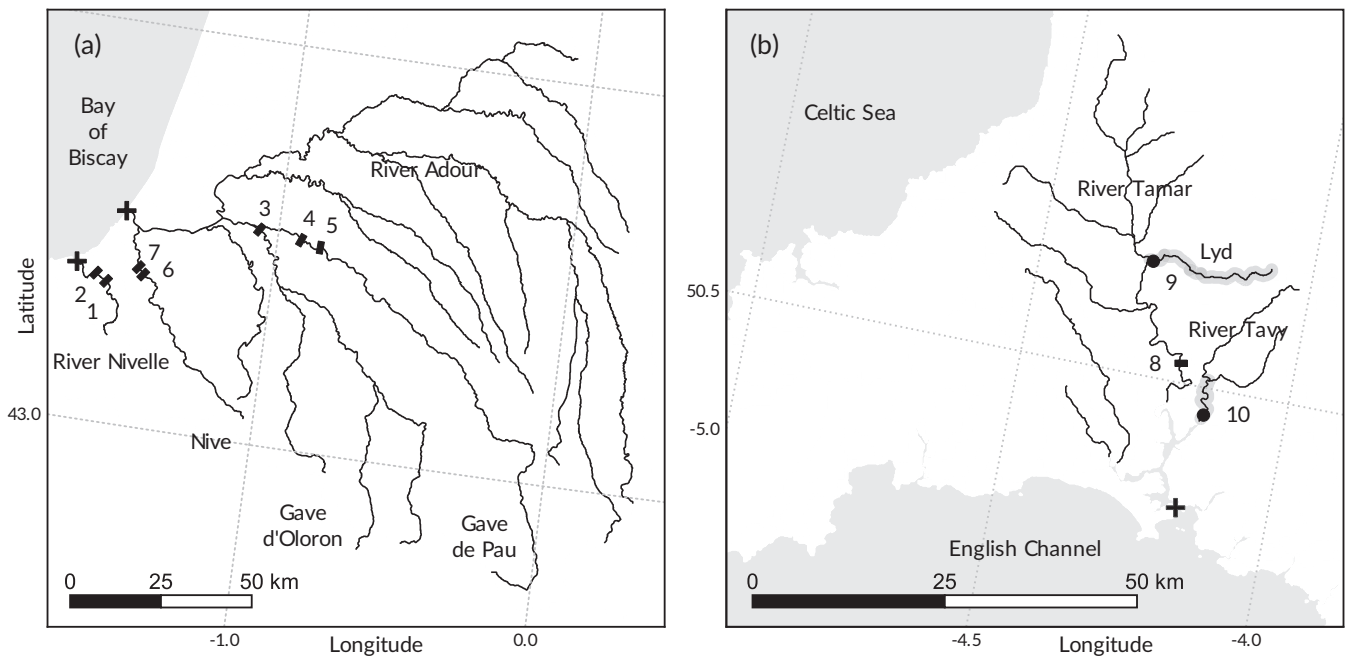 (a)
Bay
of
Biscay
River Adour
3
4
5
7
6
2
1
River Nivelle
Nive
Gave
d'Oloron
Gave
de Pau
Latitude
43.0
0 25 50 km
-1.0
0.0
Longitude
(b)
Celtic Sea
River Tamar
Lyd
9
River Tavy
8
10
50.5
-5.0
English Channel
0 25 50 km
-4.5
-4.0
Longitude